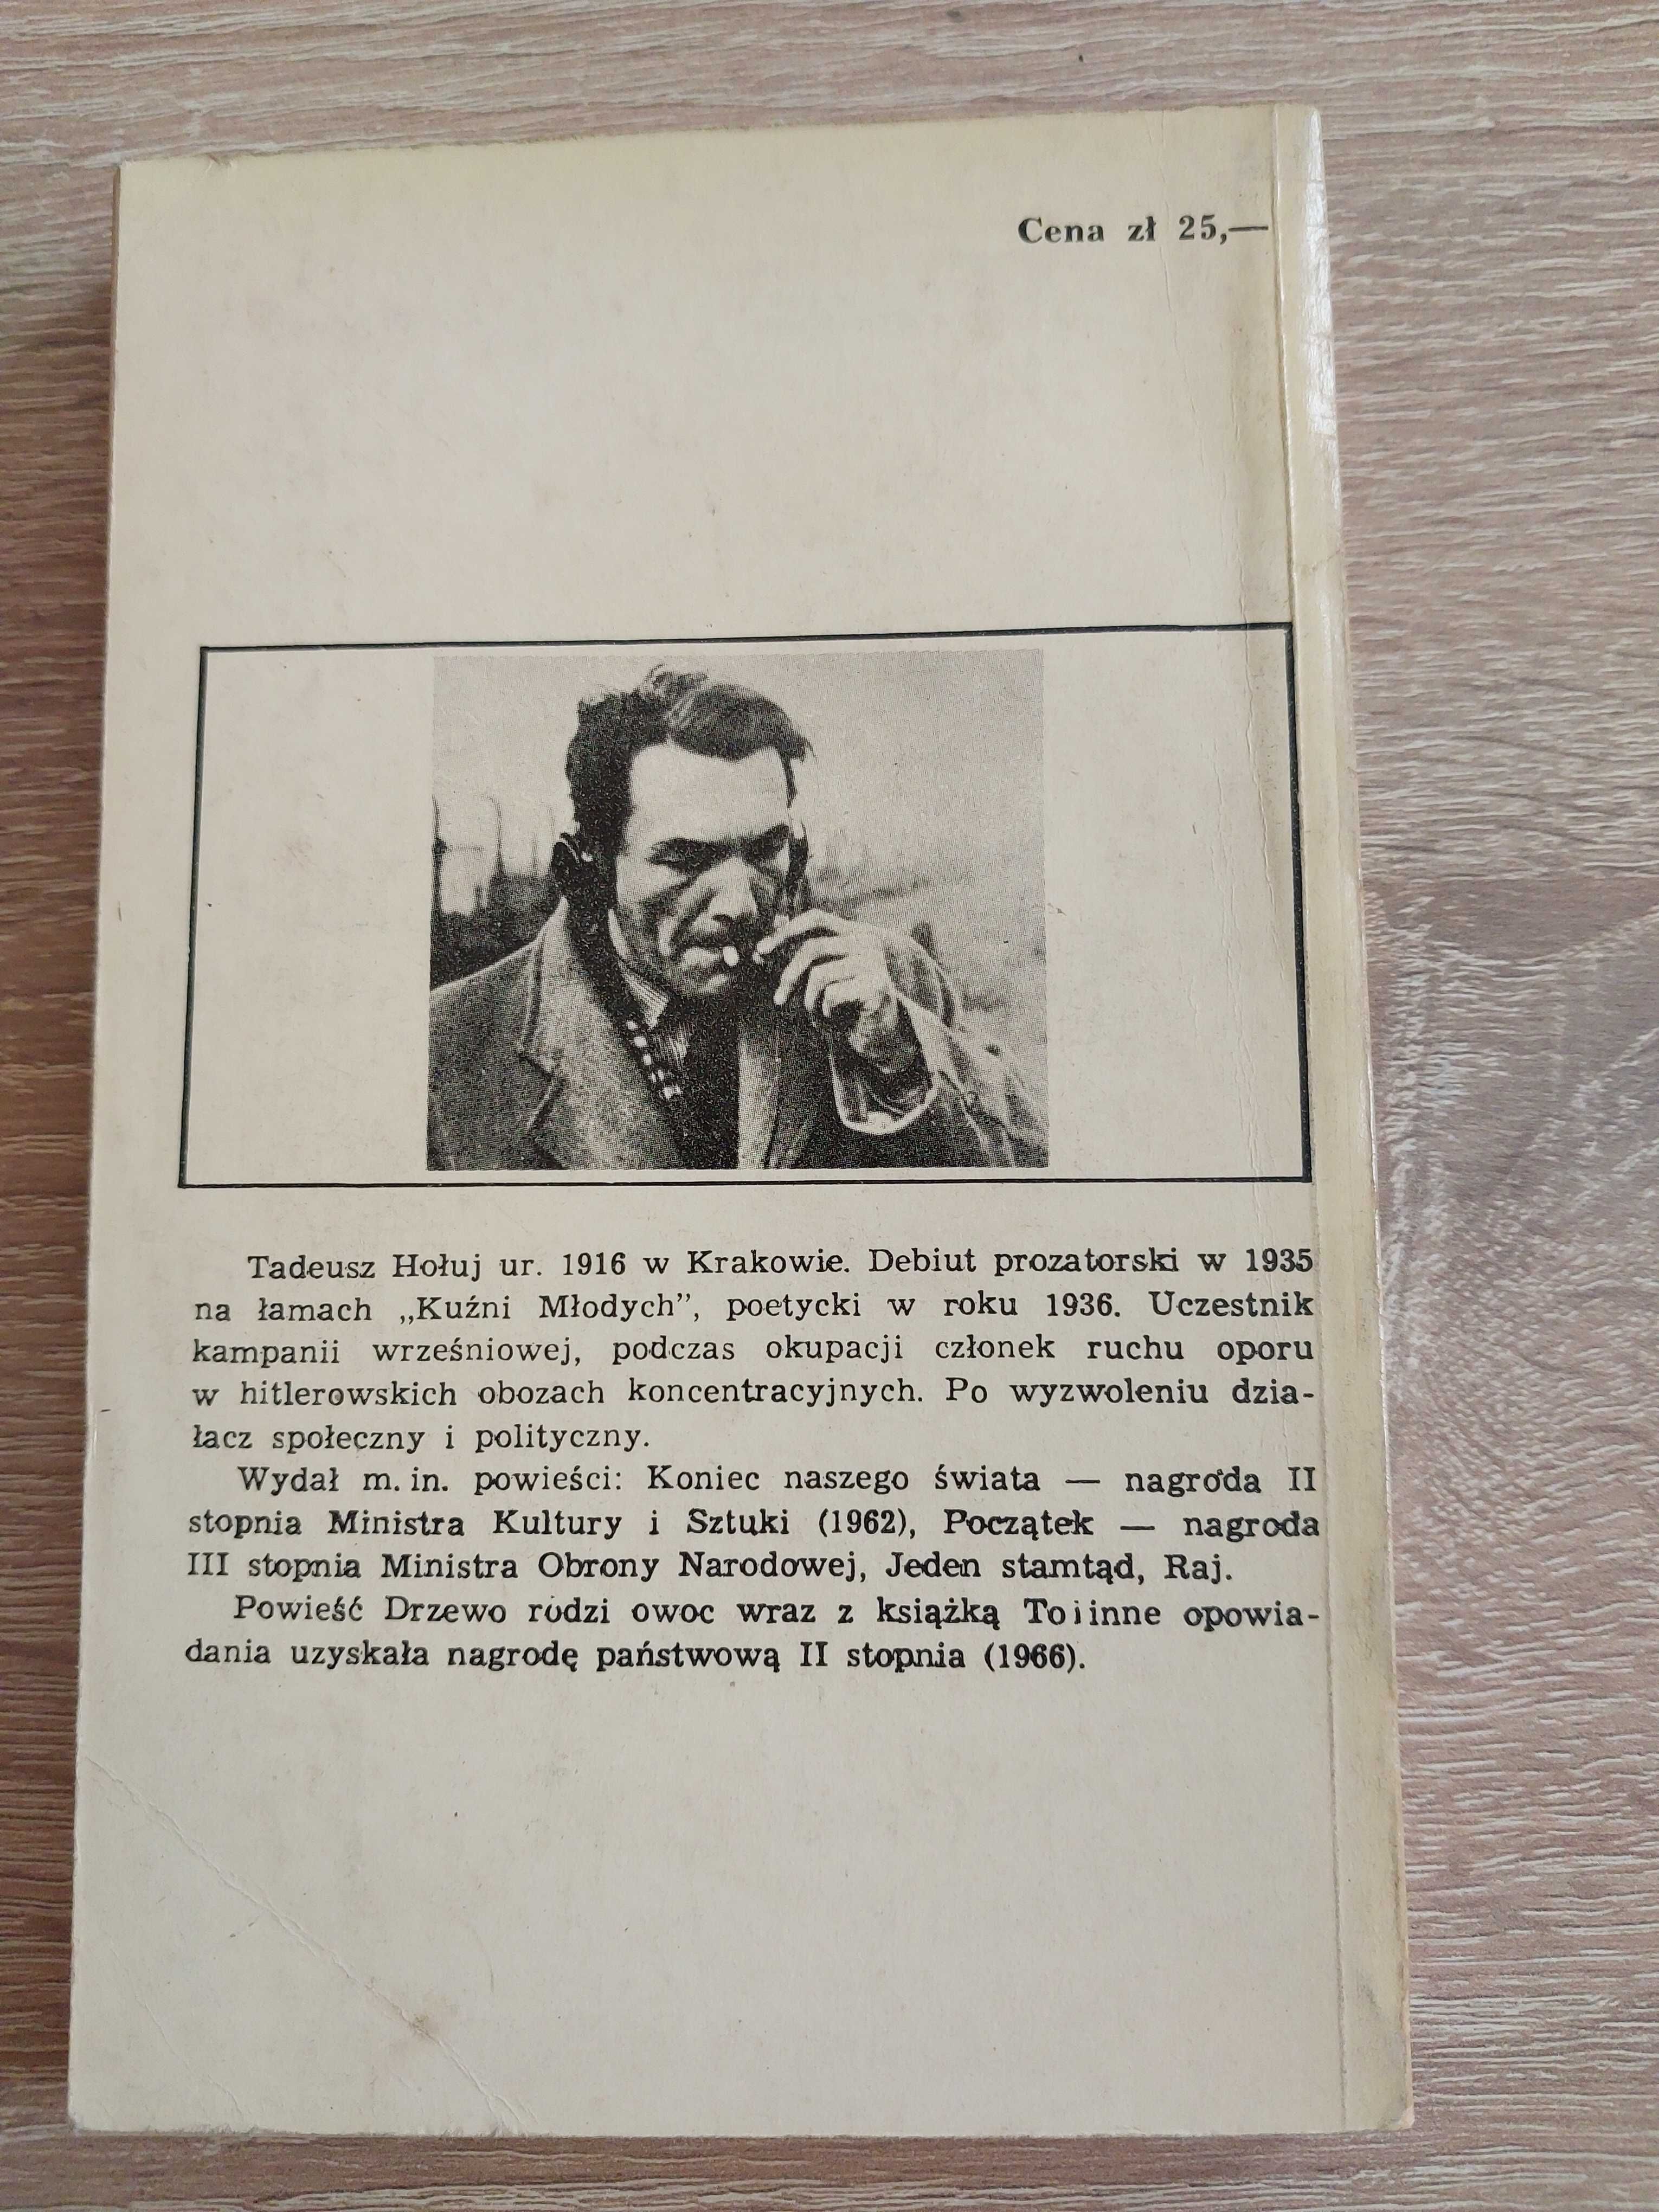 Cena zł 25,—
Tadeusz Hołuj ur. 1916 w Krakowie. Debiut prozatorski w 1935
na łamach „Kuźni Młodych”, poetycki w roku 1936. Uczestnik
kampanii wrześniowej, podczas okupacji członek ruchu oporu
w hitlerowskich obozach koncentracyjnych. Po wyzwoleniu dzia-
łacz społeczny i polityczny.
Wydał m. in. powieści: Koniec naszego świata — nagroda II
stopnia Ministra Kultury i Sztuki (1962), Początek — nagroda
III stopnia Ministra Obrony Narodowej, Jeden stamtąd, Raj.
Powieść Drzewo rodzi owoc wraz z książką To i inne opowia-
dania uzyskała nagrodę państwową II stopnia (1966).